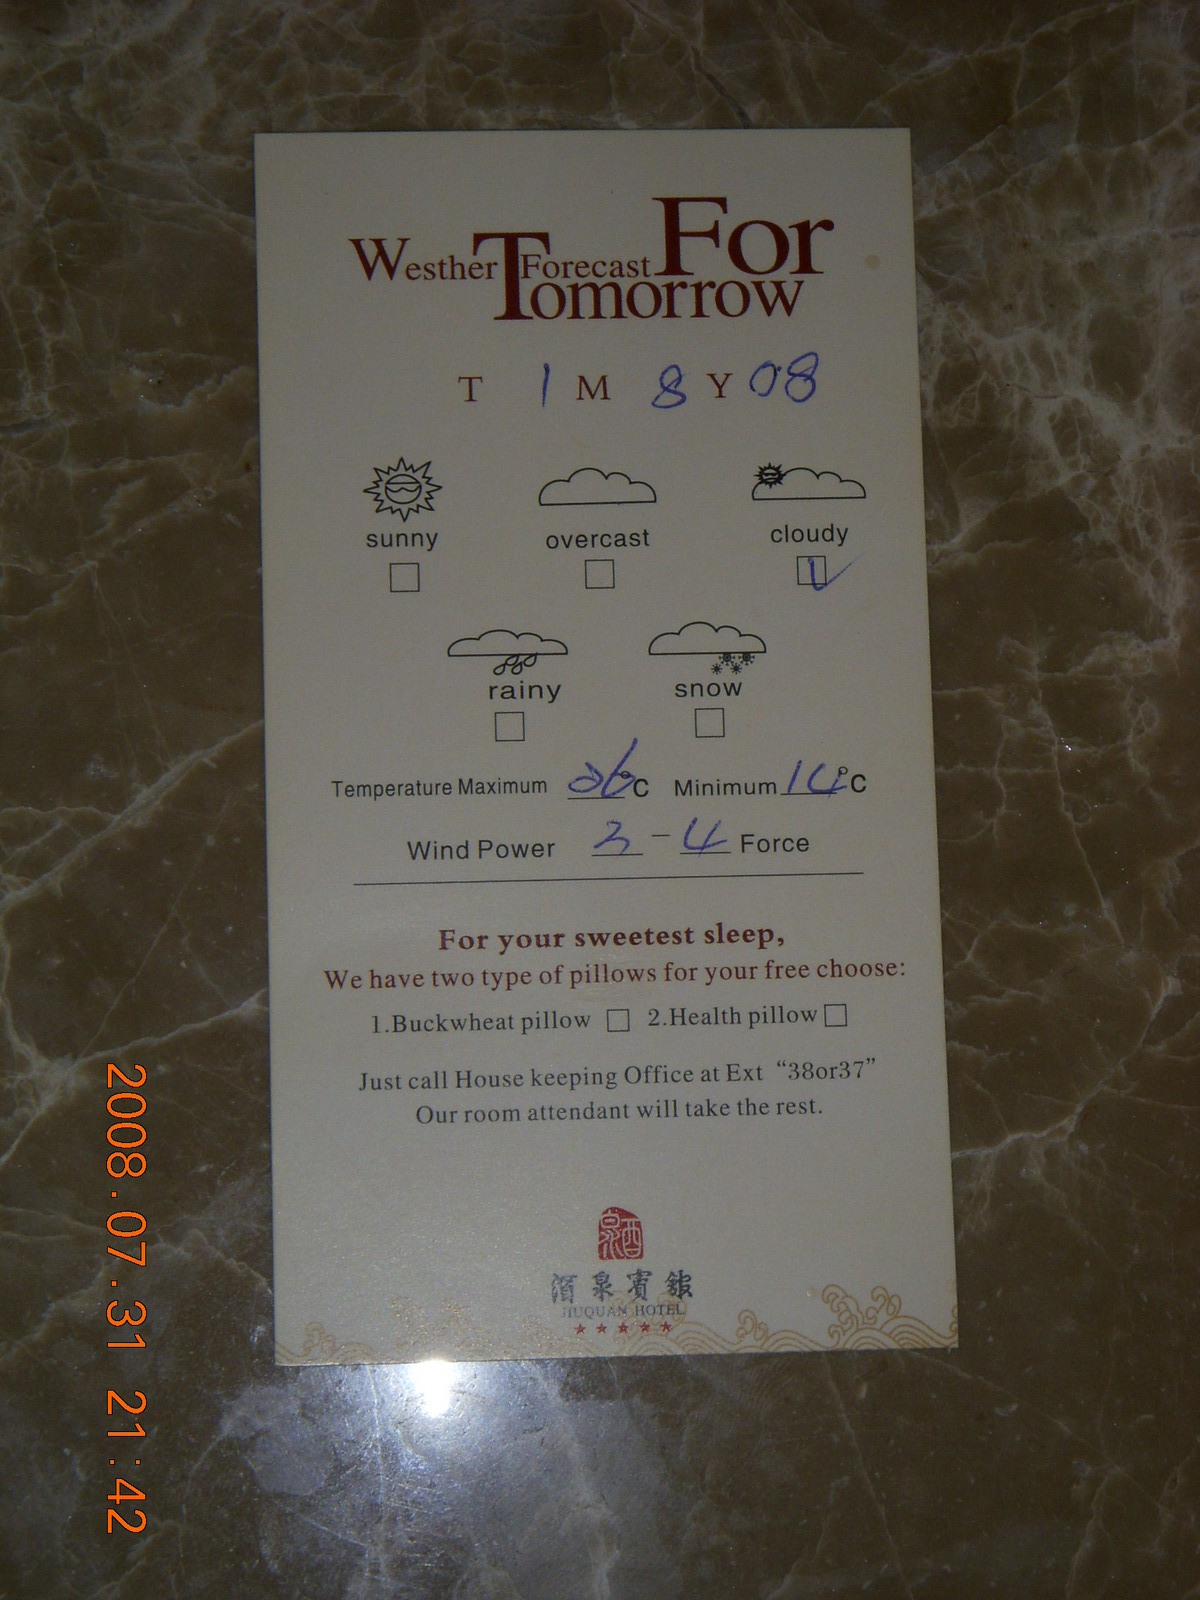 Westher Forecast For
Tomorrow
T 1 M 8 Y 08
sunny overcast cloudy
rainy snow
Temperature Maximum 26°C Minimum 14°C
Wind Power 3 - 4 Force
For your sweetest sleep,
We have two type of pillows for your free choose:
1.Buckwheat pillow 2.Health pillow
Just call House keeping Office at Ext “38or37”
Our room attendant will take the rest.
酒泉
酒泉賓館
JIUQUAN HOTEL
2008.07.31 21:42